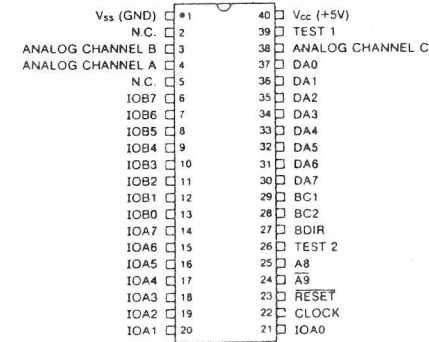 Vss (GND) 1 40 Vcc (+5V)
N.C. 2 39 TEST 1
ANALOG CHANNEL B 3 38 ANALOG CHANNEL C
ANALOG CHANNEL A 4 37 DA0
N.C. 5 36 DA1
IOB7 6 35 DA2
IOB6 7 34 DA3
IOB5 8 33 DA4
IOB4 9 32 DA5
IOB3 10 31 DA6
IOB2 11 30 DA7
IOB1 12 29 BC1
IOB0 13 28 BC2
IOA7 14 27 BDIR
IOA6 15 26 TEST 2
IOA5 16 25 A8
IOA4 17 24 A9
IOA3 18 23 RESET
IOA2 19 22 CLOCK
IOA1 20 21 IOA0